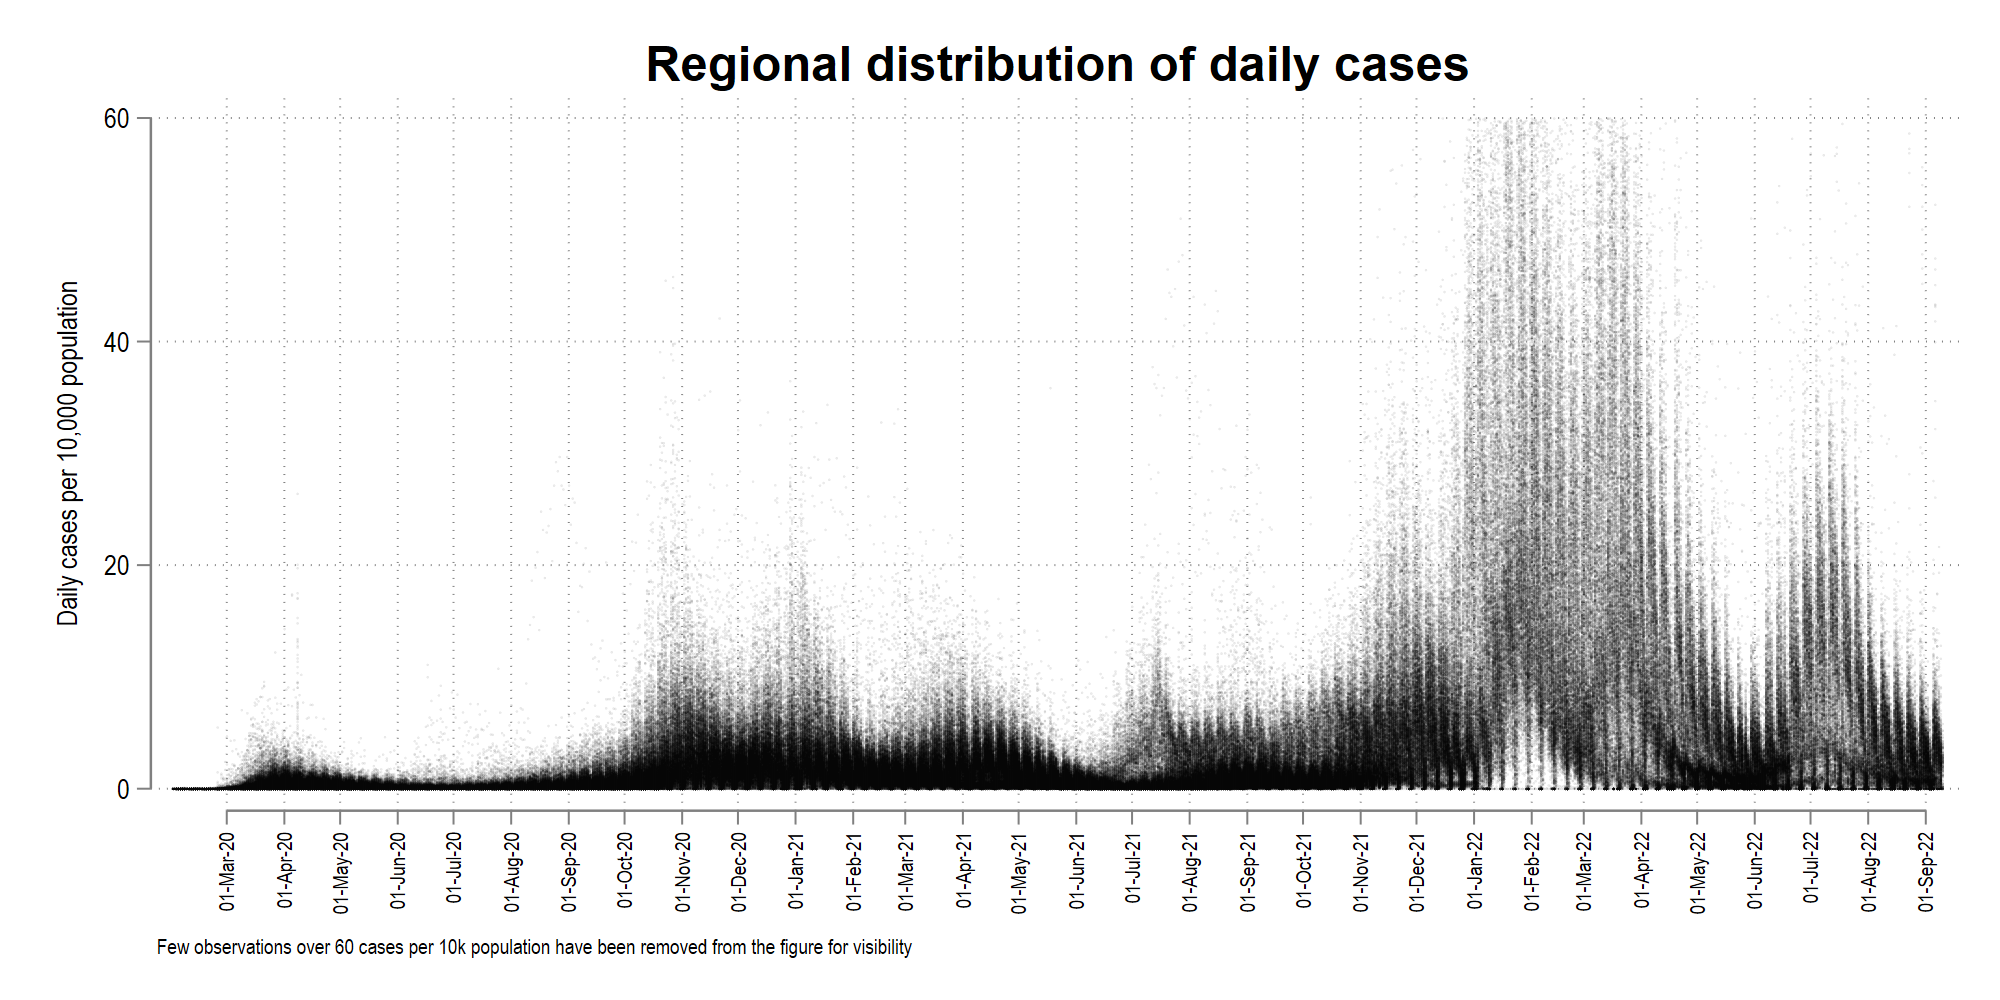 Regional distribution of daily cases
Daily cases per 10,000 population
60
40
20
0
01-Mar-20
01-Apr-20
01-May-20
01-Jun-20
01-Jul-20
01-Aug-20
01-Sep-20
01-Oct-20
01-Nov-20
01-Dec-20
01-Jan-21
01-Feb-21
01-Mar-21
01-Apr-21
01-May-21
01-Jun-21
01-Jul-21
01-Aug-21
01-Sep-21
01-Oct-21
01-Nov-21
01-Dec-21
01-Jan-22
01-Feb-22
01-Mar-22
01-Apr-22
01-May-22
01-Jun-22
01-Jul-22
01-Aug-22
01-Sep-22
Few observations over 60 cases per 10k population have been removed from the figure for visibility